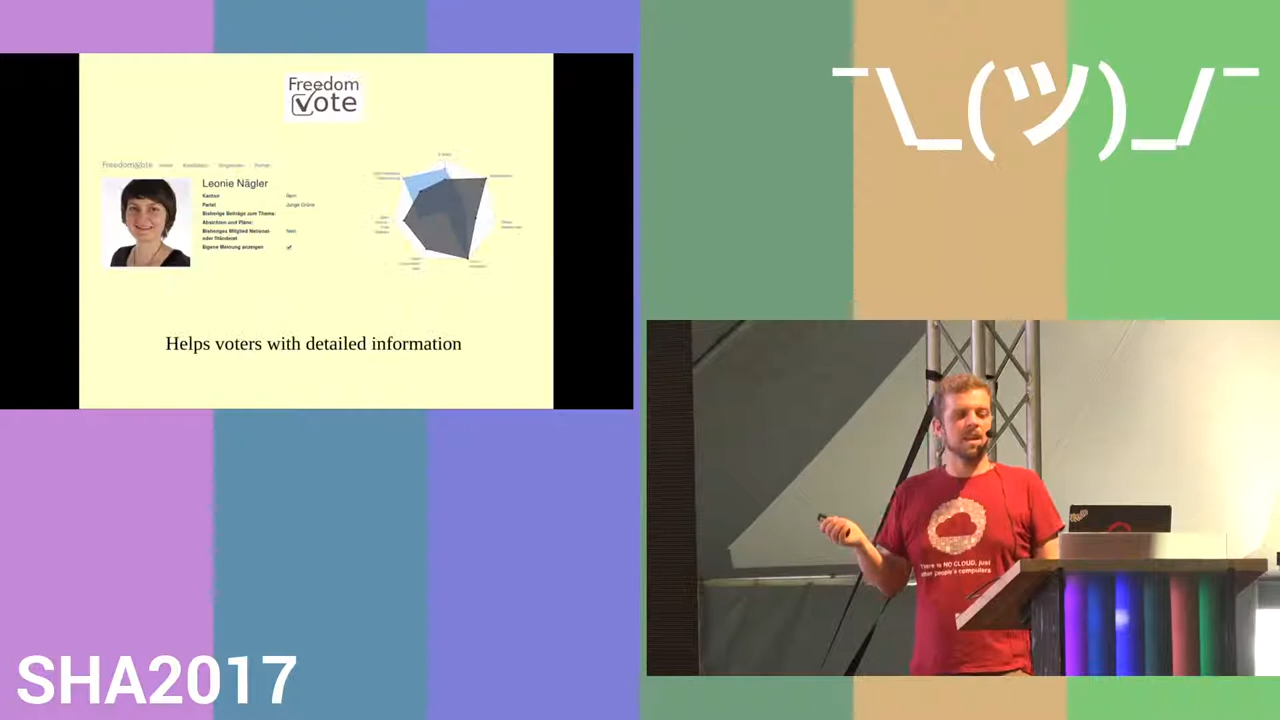 Freedom
Vote
FreedomVote
Leonie Nägler
Kanton Bern
Partei Junge Grüne
Bisherige Beiträge zum Thema:
Absichten und Pläne:
Bisheriges Mitglied National- Nein
oder Ständerat
Eigene Meinung anzeigen
Helps voters with detailed information
¯\_(ツ)_/¯
There is NO CLOUD, just
other people's computers
SHA2017